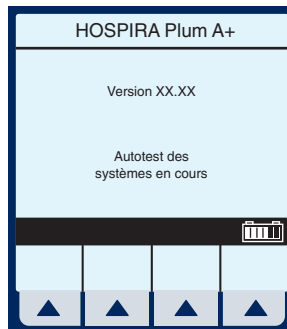 HOSPIRA Plum A+
Version XX.XX
Autotest des
systèmes en cours